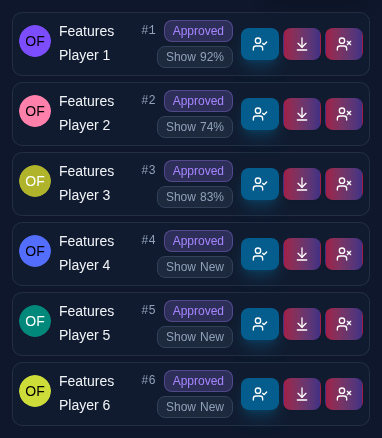 OF Features Player 1 #1 Approved
Show 92%
OF Features Player 2 #2 Approved
Show 74%
OF Features Player 3 #3 Approved
Show 83%
OF Features Player 4 #4 Approved
Show New
OF Features Player 5 #5 Approved
Show New
OF Features Player 6 #6 Approved
Show New